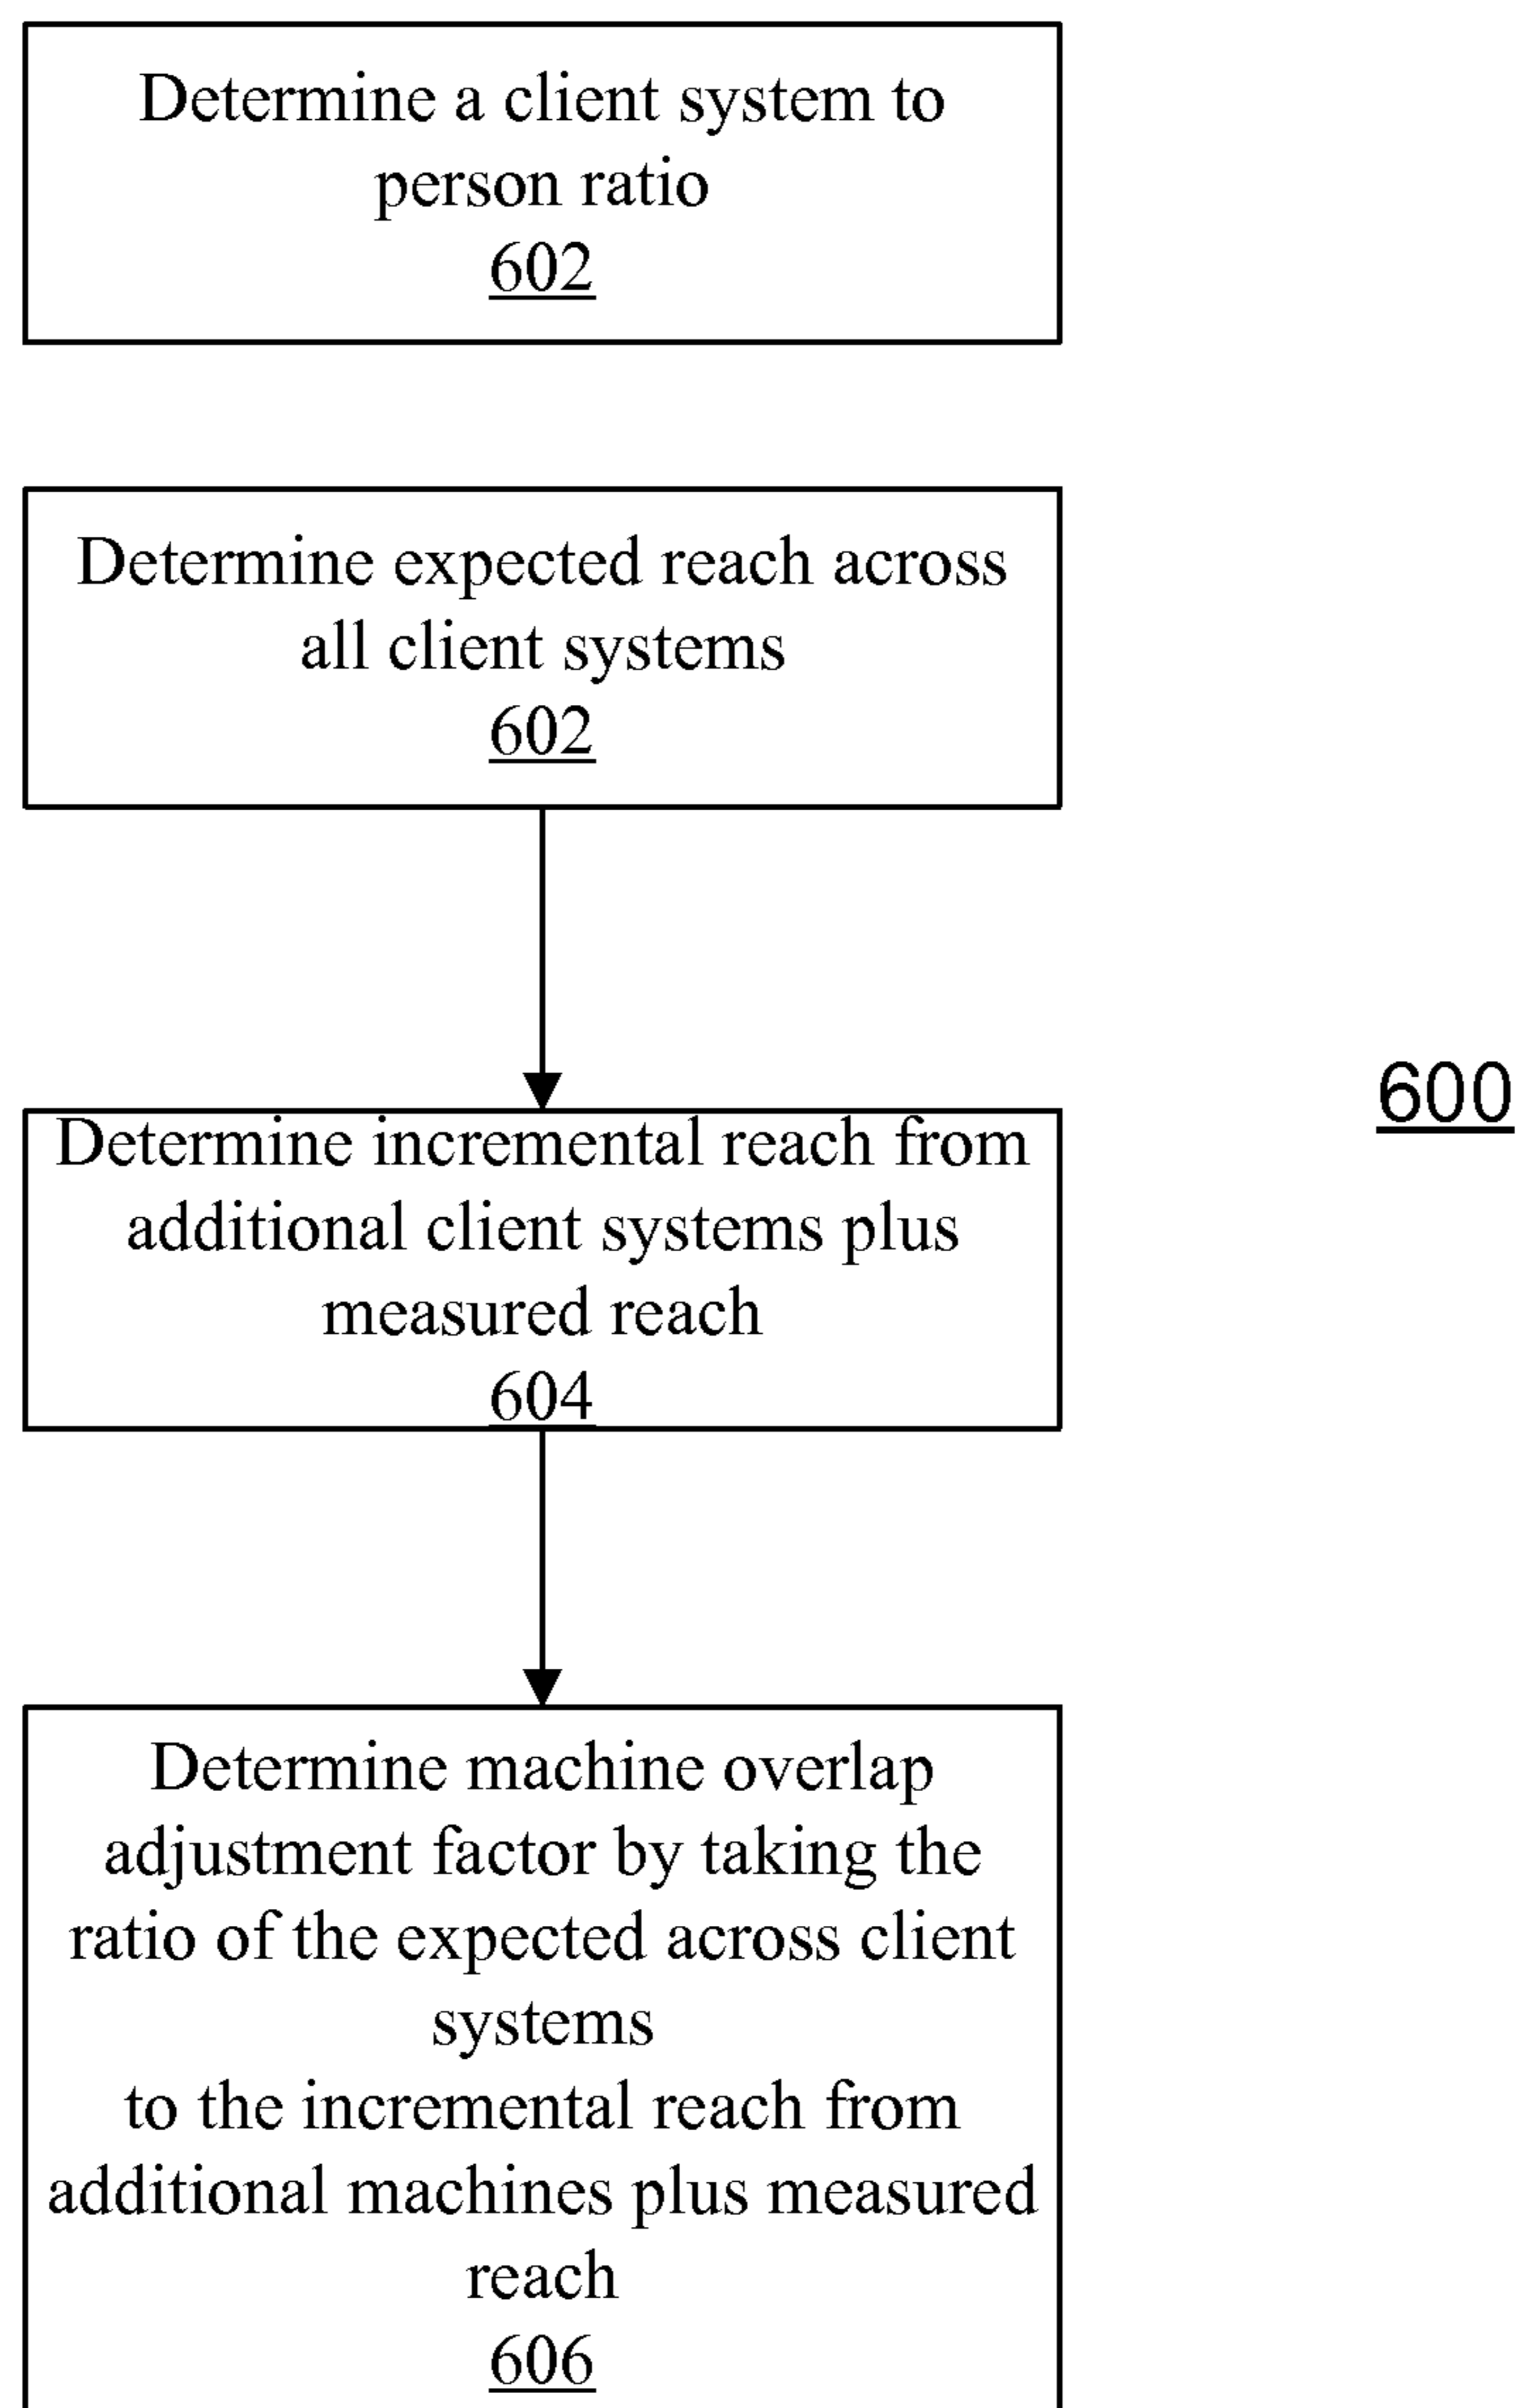 Determine a client system to
person ratio
602
Determine expected reach across
all client systems
602
600
Determine incremental reach from
additional client systems plus
measured reach
604
Determine machine overlap
adjustment factor by taking the
ratio of the expected across client
systems
to the incremental reach from
additional machines plus measured
reach
606